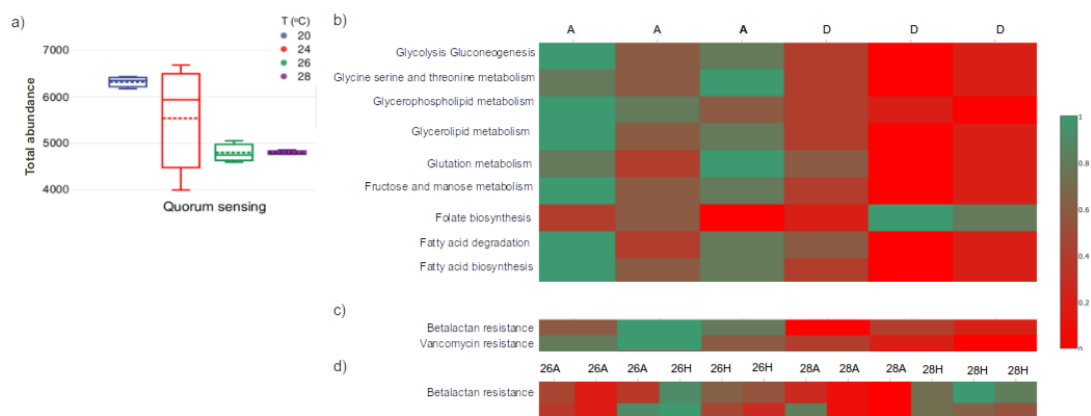 a)
T (°C)
20
24
26
28
7000
6000
5000
4000
Total abundance
Quorum sensing
b)
A A A D D D
Glycolysis Gluconeogenesis
Glycine serine and threonine metabolism
Glycerophospholipid metabolism
Glycerolipid metabolism
Glutation metabolism
Fructose and manose metabolism
Folate biosynthesis
Fatty acid degradation
Fatty acid biosynthesis
1
0.8
0.6
0.4
0.2
0
c)
Betalactan resistance
Vancomycin resistance
d)
26A 26A 26A 26H 26H 26H 28A 28A 28A 28H 28H 28H
Betalactan resistance